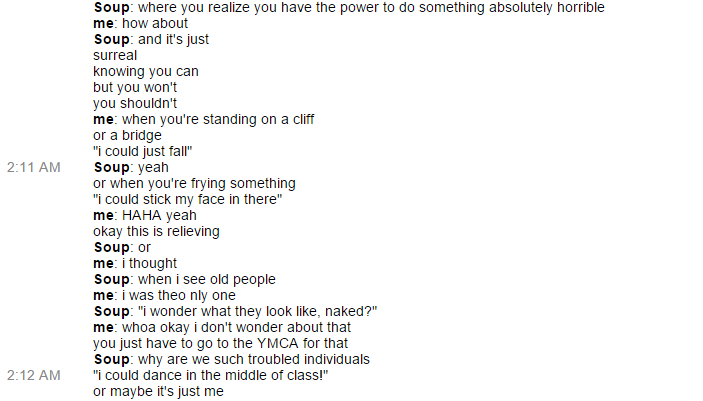 Soup: where you realize you have the power to do something absolutely horrible
me: how about
Soup: and it's just
surreal
knowing you can
but you won't
you shouldn't
me: when you're standing on a cliff
or a bridge
"i could just fall"
2:11 AM Soup: yeah
or when you're frying something
"i could stick my face in there"
me: HAHA yeah
okay this is relieving
Soup: or
me: i thought
Soup: when i see old people
me: i was theo nly one
Soup: "i wonder what they look like, naked?"
me: whoa okay i don't wonder about that
you just have to go to the YMCA for that
Soup: why are we such troubled individuals
2:12 AM "i could dance in the middle of class!"
or maybe it's just me